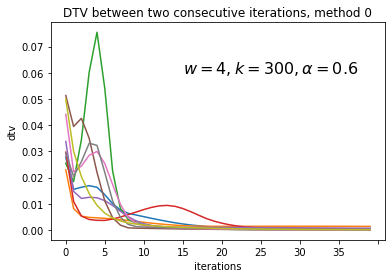 DTV between two consecutive iterations, method 0
w = 4, k = 300, α = 0.6
dtv
0.07
0.06
0.05
0.04
0.03
0.02
0.01
0.00
0 5 10 15 20 25 30 35
iterations